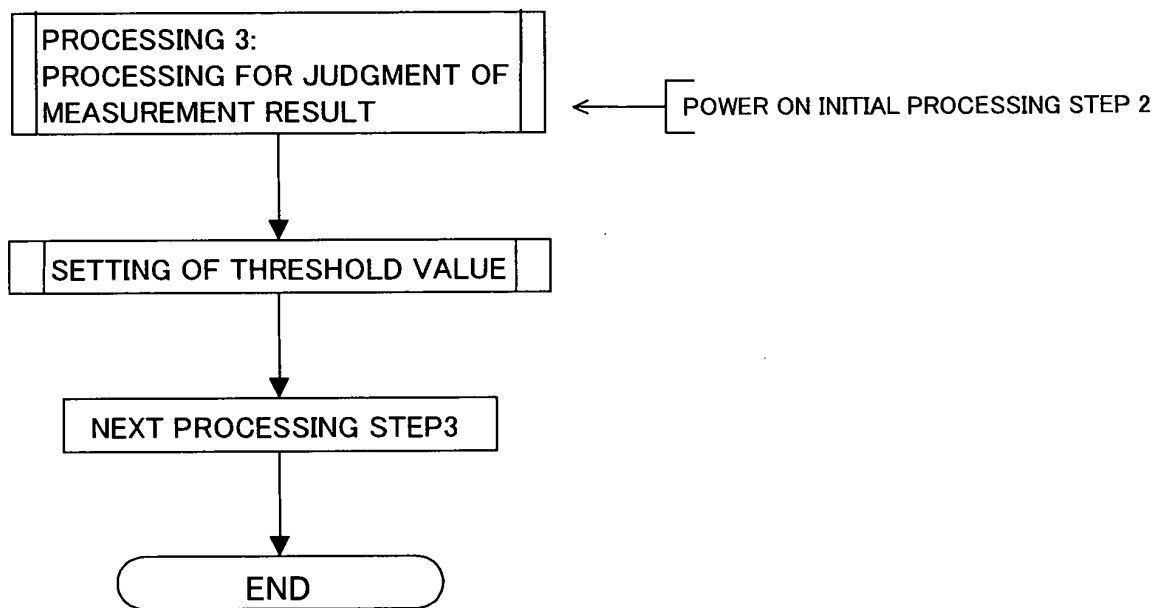 PROCESSING 3:
PROCESSING FOR JUDGMENT OF
MEASUREMENT RESULT
POWER ON INITIAL PROCESSING STEP 2
SETTING OF THRESHOLD VALUE
NEXT PROCESSING STEP3
END